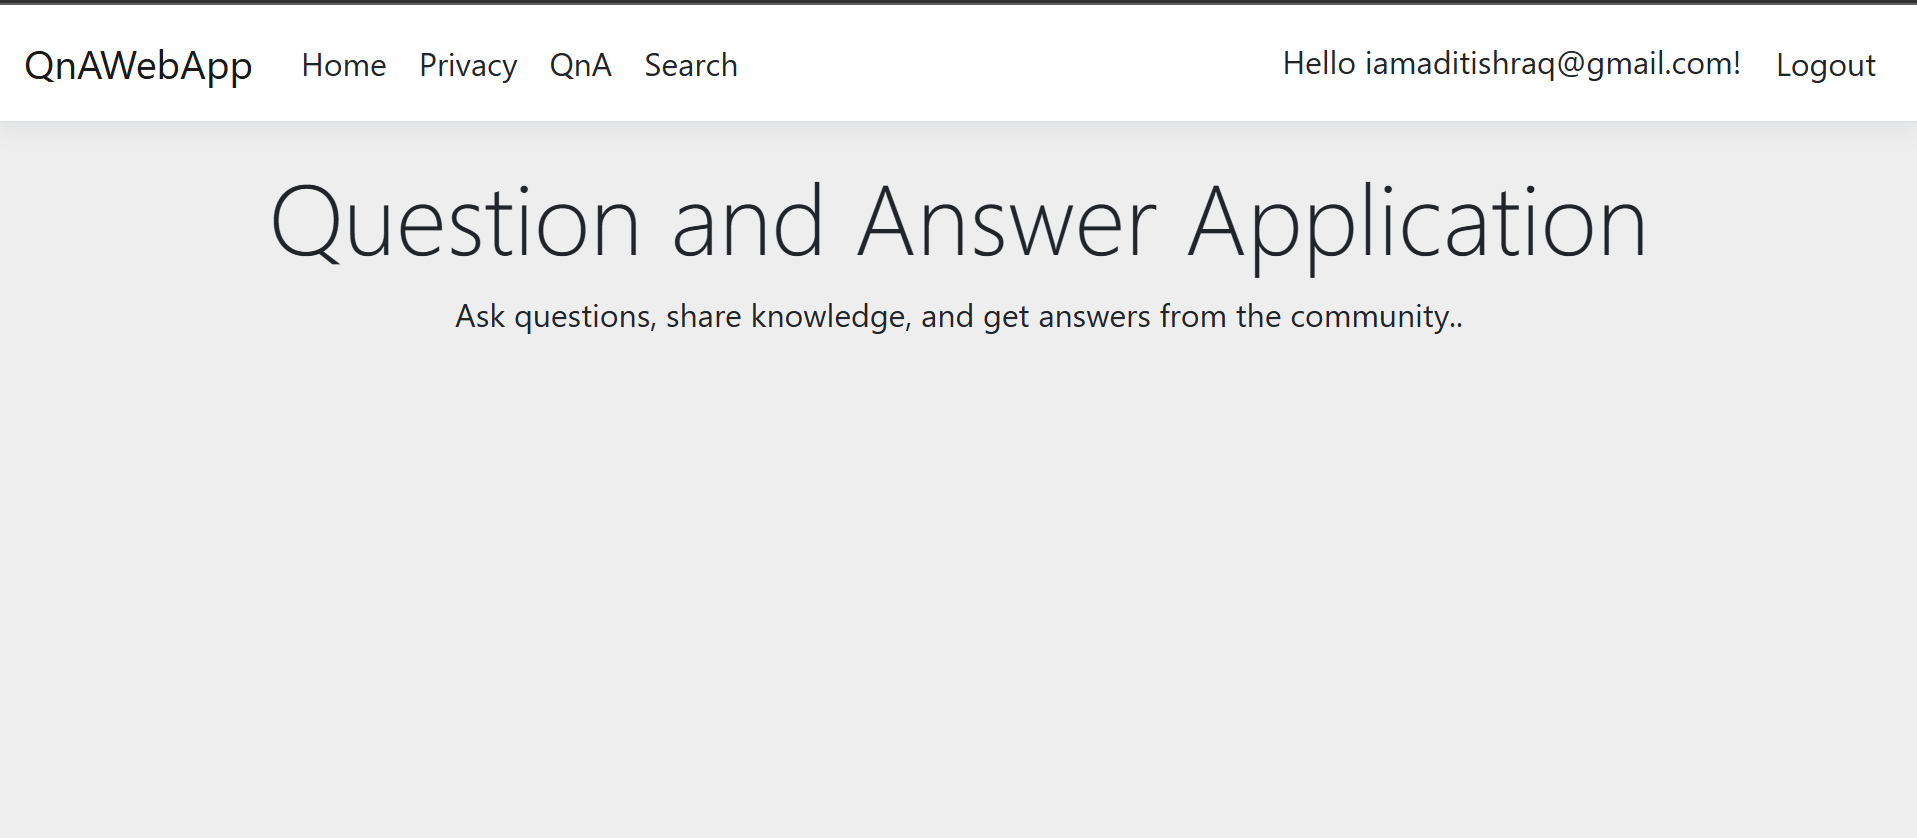 QnAWebApp Home Privacy QnA Search Hello iamaditishraq@gmail.com! Logout
Question and Answer Application
Ask questions, share knowledge, and get answers from the community..